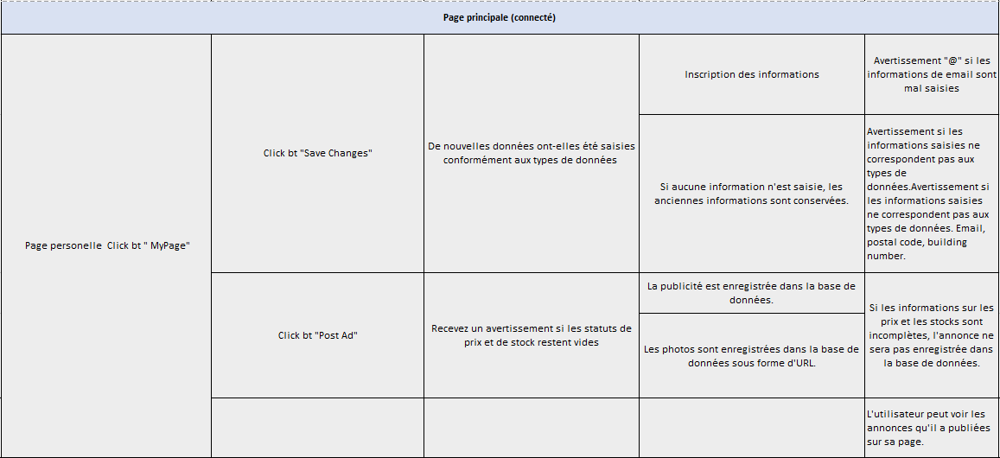 Page principale (connecté)
Page personelle  Click bt " MyPage"
Click bt "Save Changes"
De nouvelles données ont-elles été saisies
conformément aux types de données
Inscription des informations
Avertissement "@" si les
informations de email sont
mal saisies
Si aucune information n'est saisie, les
anciennes informations sont conservées.
Avertissement si les
informations saisies ne
correspondent pas aux
types de
données.Avertissement si
les informations saisies
ne correspondent pas aux
types de données. Email,
postal code, building
number.
Click bt "Post Ad"
Recevez un avertissement si les statuts de
prix et de stock restent vides
La publicité est enregistrée dans la base de
données.
Les photos sont enregistrées dans la base de
données sous forme d'URL.
Si les informations sur les
prix et les stocks sont
incomplètes, l'annonce ne
sera pas enregistrée dans
la base de données.
L'utilisateur peut voir les
annonces qu'il a publiées
sur sa page.